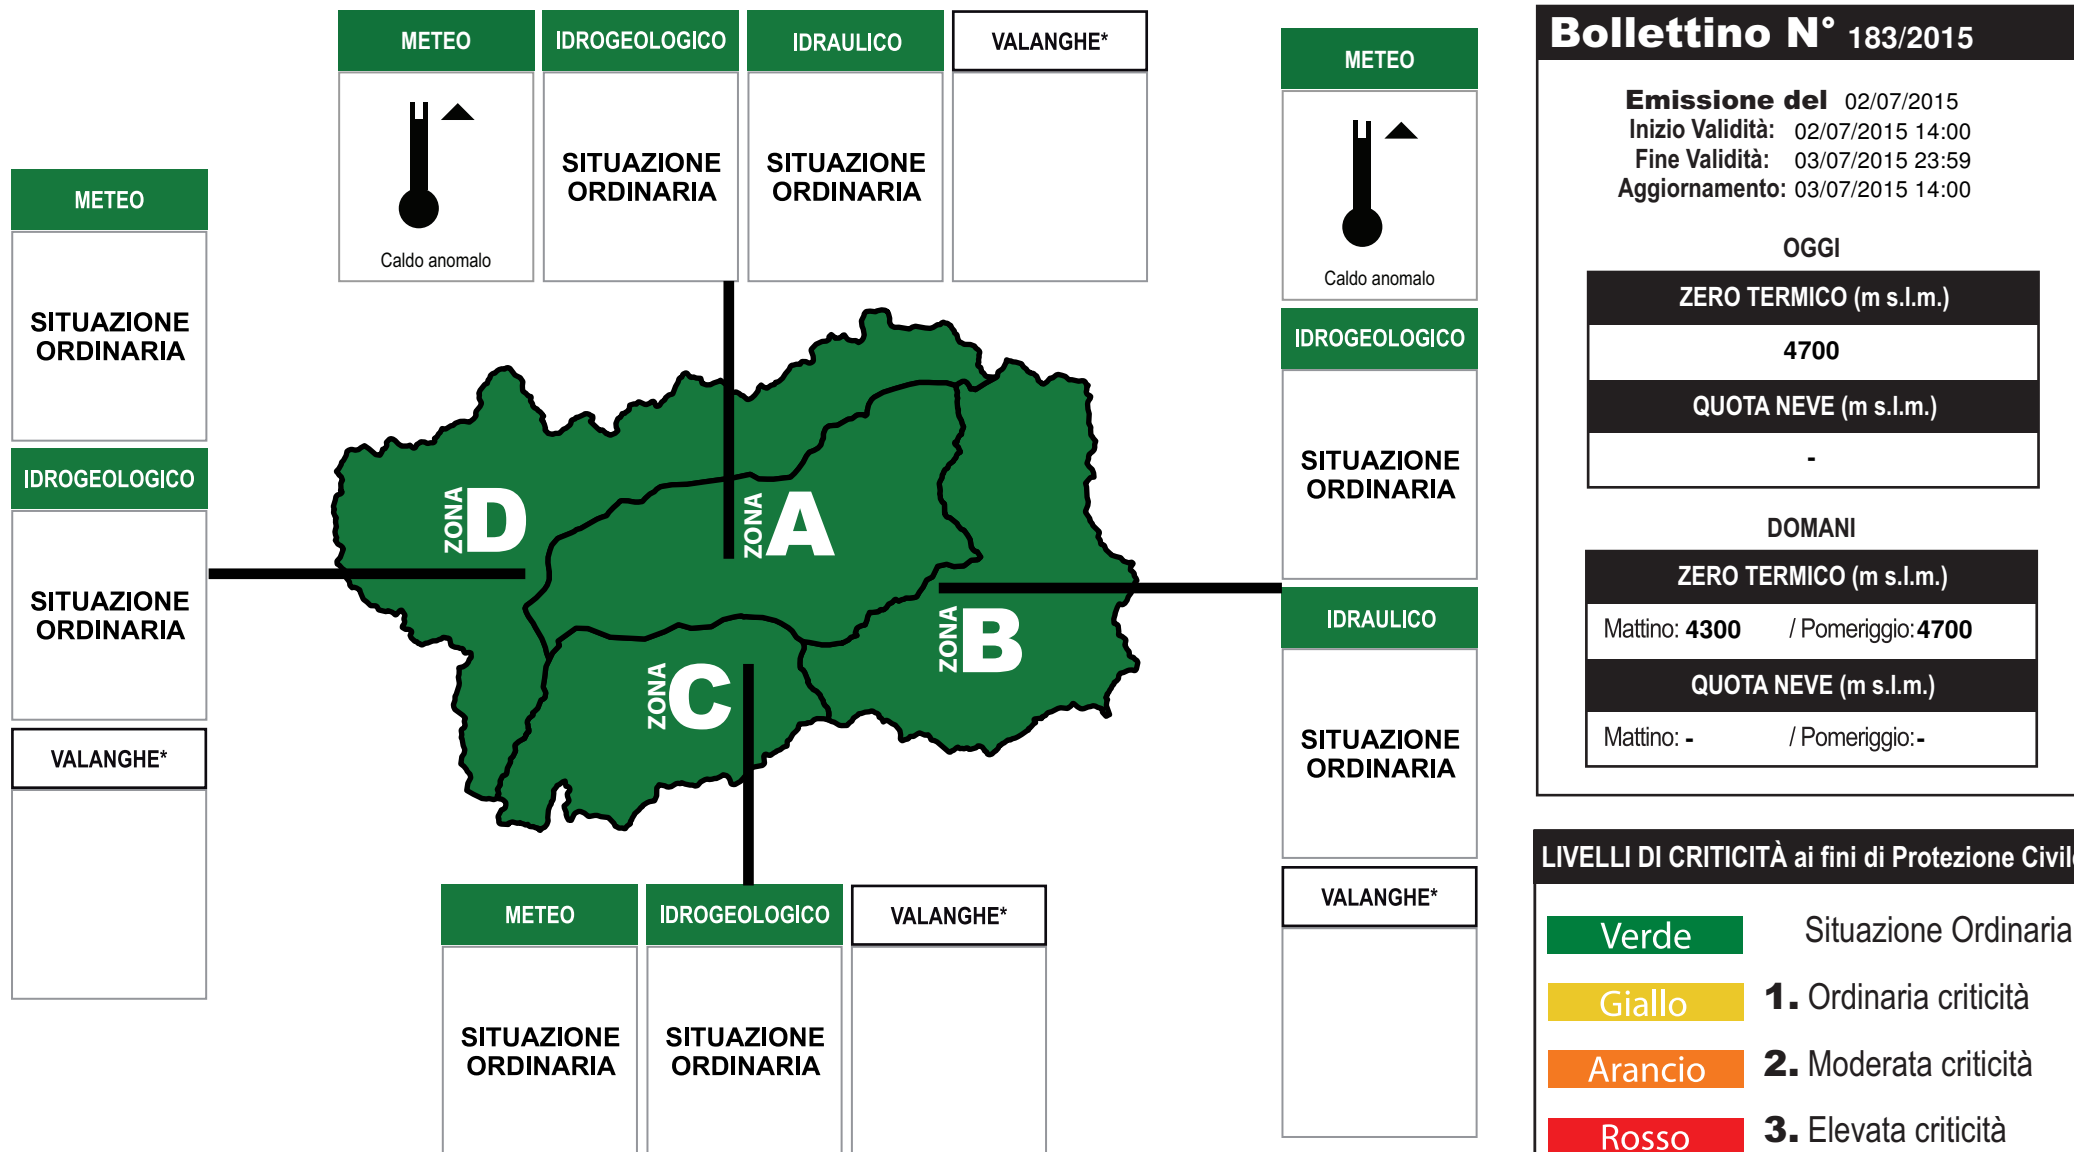 METEO
IDROGEOLOGICO
IDRAULICO
VALANGHE*
Caldo anomalo
SITUAZIONE
ORDINARIA
SITUAZIONE
ORDINARIA
METEO
SITUAZIONE
ORDINARIA
IDROGEOLOGICO
SITUAZIONE
ORDINARIA
VALANGHE*
ZONA D
ZONA A
ZONA B
ZONA C
METEO
IDROGEOLOGICO
VALANGHE*
SITUAZIONE
ORDINARIA
SITUAZIONE
ORDINARIA
METEO
Caldo anomalo
IDROGEOLOGICO
SITUAZIONE
ORDINARIA
IDRAULICO
SITUAZIONE
ORDINARIA
VALANGHE*
Bollettino N° 183/2015
Emissione del 02/07/2015
Inizio Validità: 02/07/2015 14:00
Fine Validità: 03/07/2015 23:59
Aggiornamento: 03/07/2015 14:00
OGGI
ZERO TERMICO (m s.l.m.)
4700
QUOTA NEVE (m s.l.m.)
-
DOMANI
ZERO TERMICO (m s.l.m.)
Mattino: 4300 / Pomeriggio: 4700
QUOTA NEVE (m s.l.m.)
Mattino: - / Pomeriggio: -
LIVELLI DI CRITICITÀ ai fini di Protezione Civile
Verde Situazione Ordinaria
Giallo 1. Ordinaria criticità
Arancio 2. Moderata criticità
Rosso 3. Elevata criticità